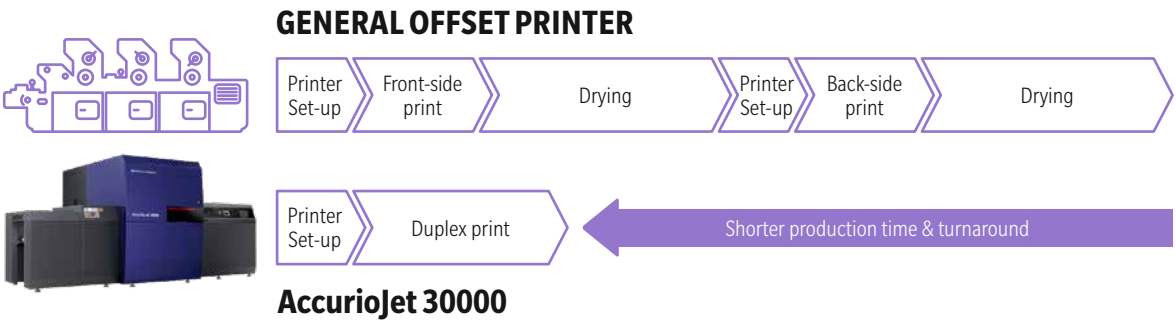 GENERAL OFFSET PRINTER
Printer
Set-up
Front-side
print
Drying
Printer
Set-up
Back-side
print
Drying
Printer
Set-up
Duplex print
Shorter production time & turnaround
AccurioJet 30000